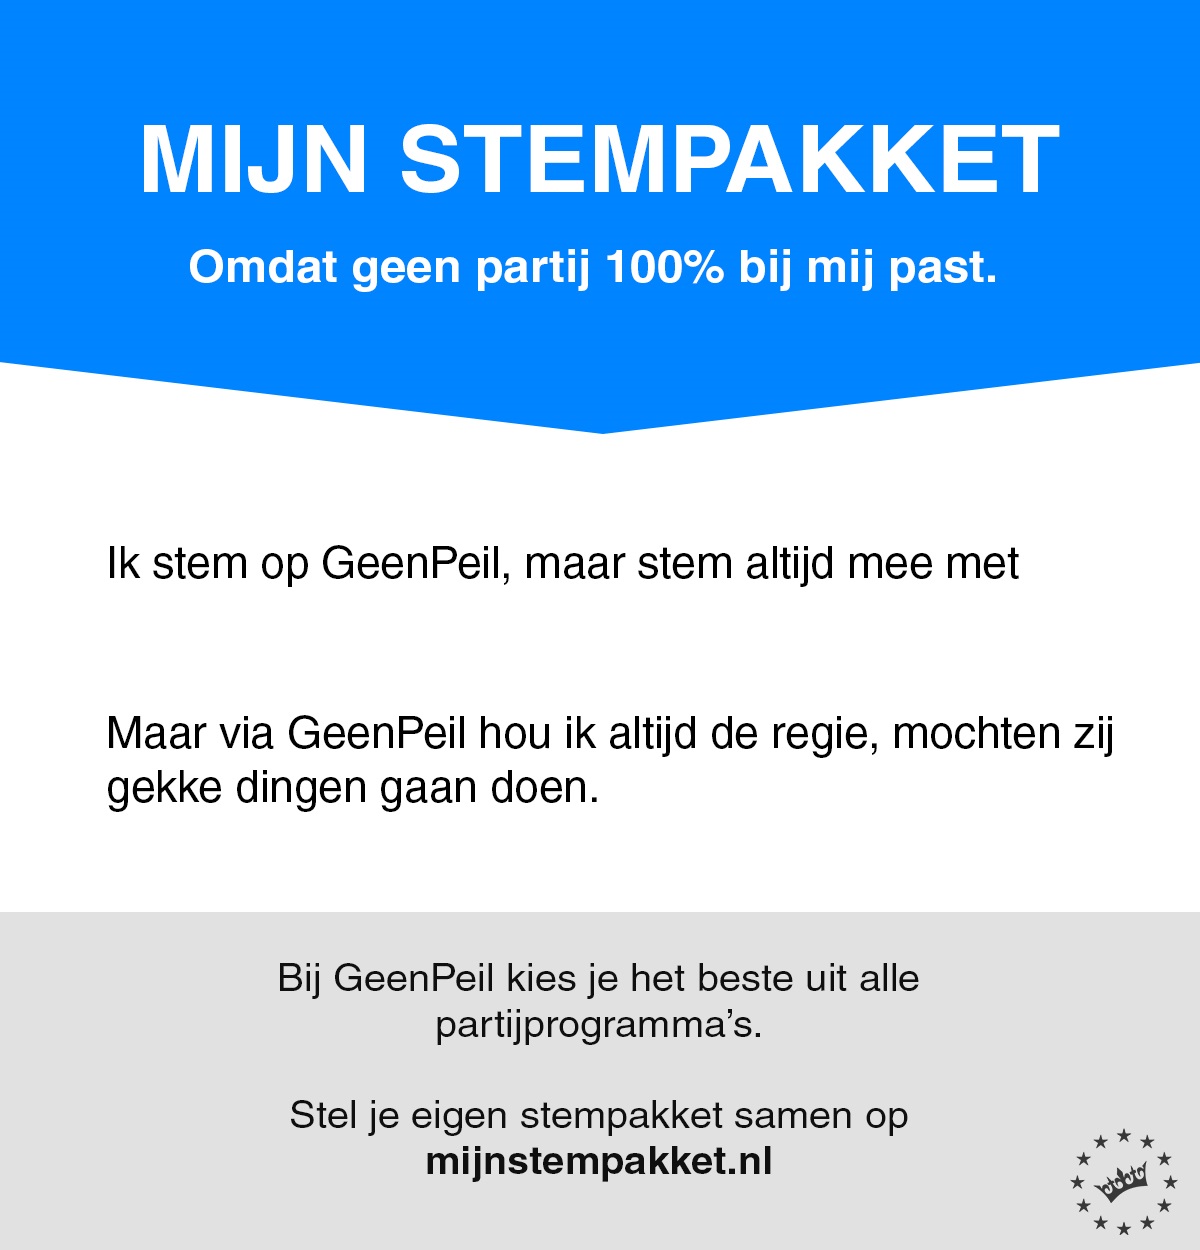 MIJN STEMPAKKET
Omdat geen partij 100% bij mij past.
Ik stem op GeenPeil, maar stem altijd mee met
Maar via GeenPeil hou ik altijd de regie, mochten zij
gekke dingen gaan doen.
Bij GeenPeil kies je het beste uit alle
partijprogramma’s.
Stel je eigen stempakket samen op
mijnstempakket.nl